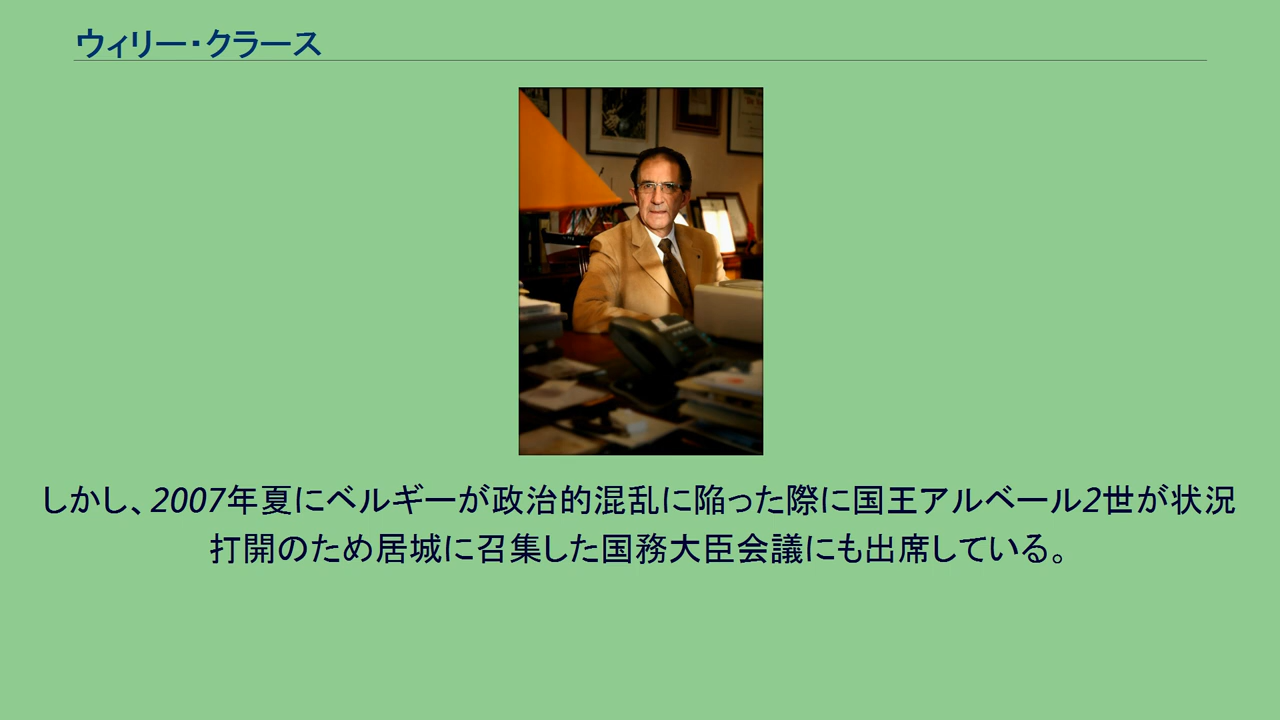 ウィリー・クラース
しかし、2007年夏にベルギーが政治的混乱に陥った際に国王アルベール2世が状況
打開のため居城に召集した国務大臣会議にも出席している。